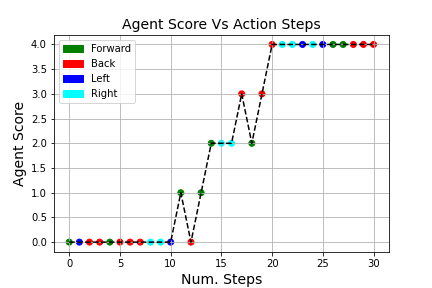 Agent Score Vs Action Steps
Agent Score
4.0
3.5
3.0
2.5
2.0
1.5
1.0
0.5
0.0
Forward
Back
Left
Right
0 5 10 15 20 25 30
Num. Steps